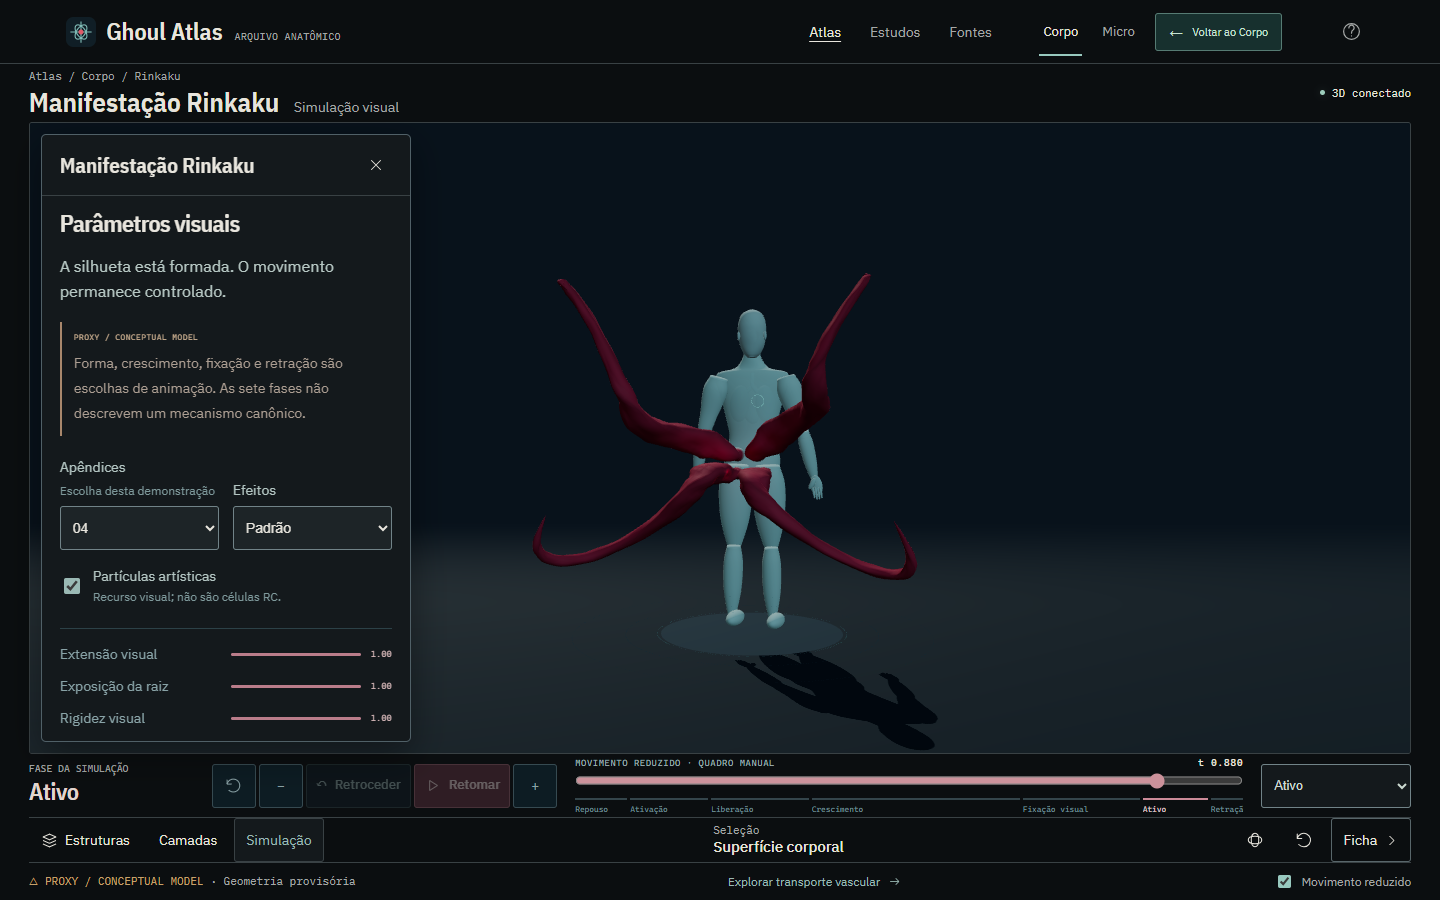 Ghoul Atlas ARQUIVO ANATÔMICO
Atlas Estudos Fontes Corpo Micro ← Voltar ao Corpo
Atlas / Corpo / Rinkaku
Manifestação Rinkaku Simulação visual
3D conectado
Manifestação Rinkaku
Parâmetros visuais
A silhueta está formada. O movimento
permanece controlado.
PROXY / CONCEPTUAL MODEL
Forma, crescimento, fixação e retração são
escolhas de animação. As sete fases não
descrevem um mecanismo canônico.
Apêndices
Escolha desta demonstração Efeitos
04 Padrão
Partículas artísticas
Recurso visual; não são células RC.
Extensão visual 1.00
Exposição da raiz 1.00
Rigidez visual 1.00
FASE DA SIMULAÇÃO
Ativo
− Retroceder Retomar +
MOVIMENTO REDUZIDO · QUADRO MANUAL t 0.880
Repouso Ativação Liberação Crescimento Fixação visual Ativo Retraçã
Ativo
Estruturas Camadas Simulação
Seleção
Superfície corporal
Ficha
PROXY / CONCEPTUAL MODEL · Geometria provisória
Explorar transporte vascular →
Movimento reduzido